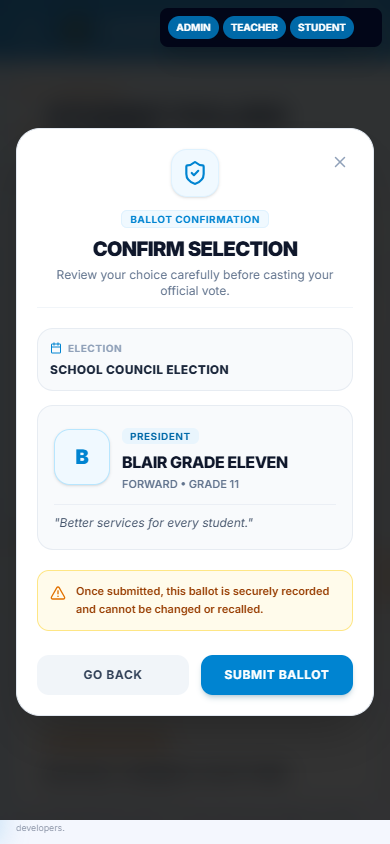 ADMIN TEACHER STUDENT
BALLOT CONFIRMATION
CONFIRM SELECTION
Review your choice carefully before casting your
official vote.
ELECTION
SCHOOL COUNCIL ELECTION
B
PRESIDENT
BLAIR GRADE ELEVEN
FORWARD • GRADE 11
"Better services for every student."
Once submitted, this ballot is securely recorded
and cannot be changed or recalled.
GO BACK SUBMIT BALLOT
developers.